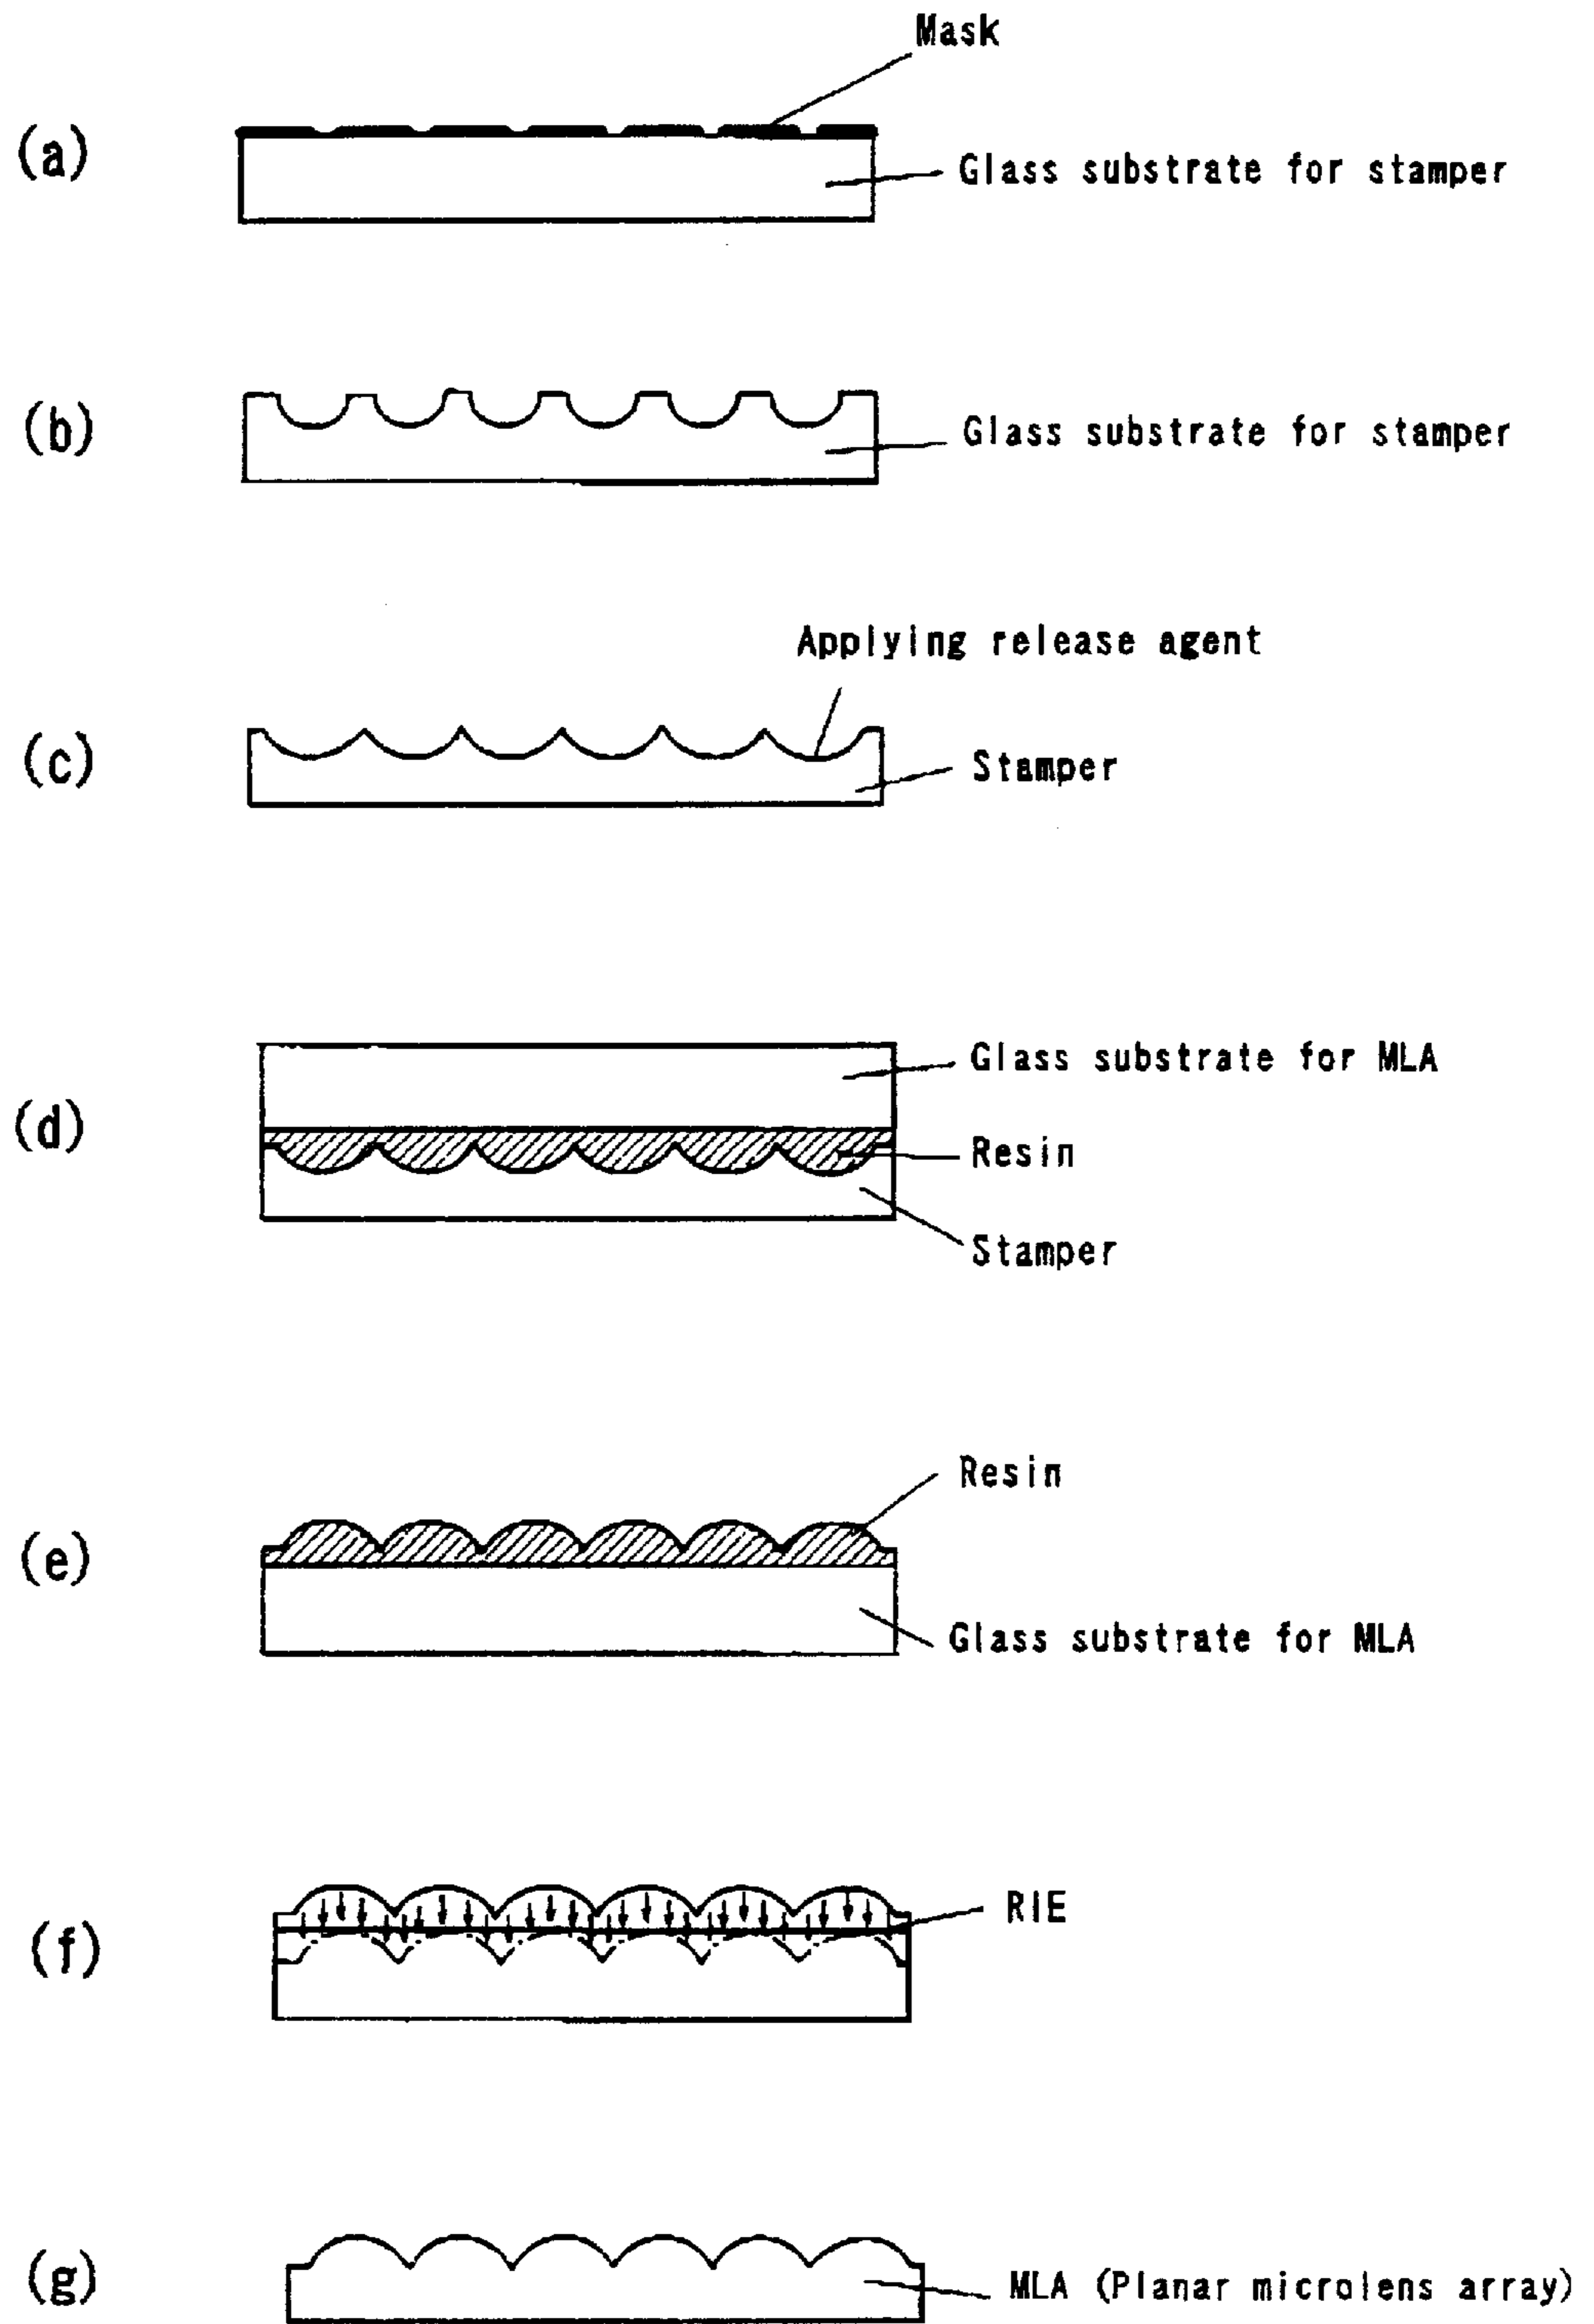 Mask
(a)
Glass substrate for stamper
(b)
Glass substrate for stamper
Applying release agent
(c)
Stamper
Glass substrate for MLA
(d)
Resin
Stamper
Resin
(e)
Glass substrate for MLA
RIE
(f)
(g)
MLA (Planar microlens array)